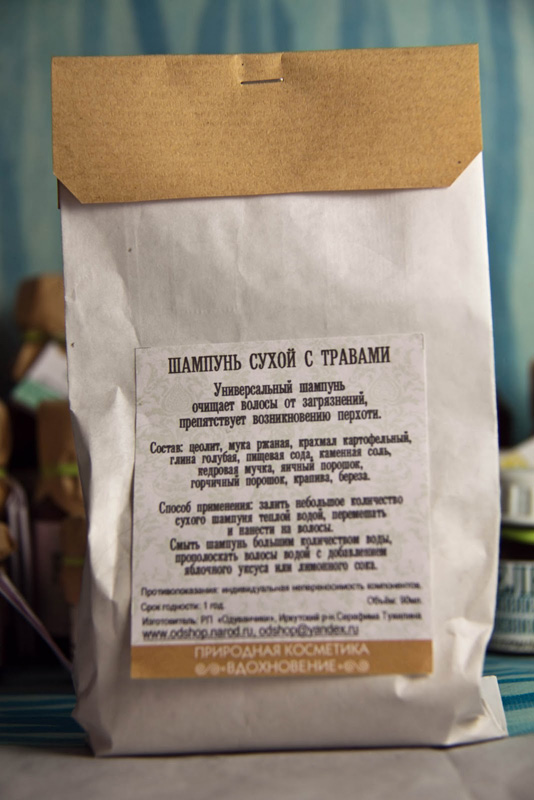 ШАМПУНЬ СУХОЙ С ТРАВАМИ
Универсальный шампунь
очищает волосы от загрязнений,
препятствует возникновению перхоти.
Состав: цеолит, мука ржаная, крахмал картофельный,
глина голубая, пищевая сода, каменная соль,
кедровая мучка, яичный порошок,
горчичный порошок, крапива, береза.
Способ применения: залить небольшое количество
сухого шампуня теплой водой, перемешать
и нанести на волосы.
Смыть шампунь большим количеством воды,
прополоскать волосы водой с добавлением
яблочного уксуса или лимонного сока.
Противопоказания: индивидуальная непереносимость компонентов.
Срок годности: 1 год. Объём: 90мл.
Изготовитель: РП «Одуванчики», Иркутский р-н. Серафима Тувалина
www.odshop.narod.ru, odshop@yandex.ru
ПРИРОДНАЯ КОСМЕТИКА
ВДОХНОВЕНИЕ